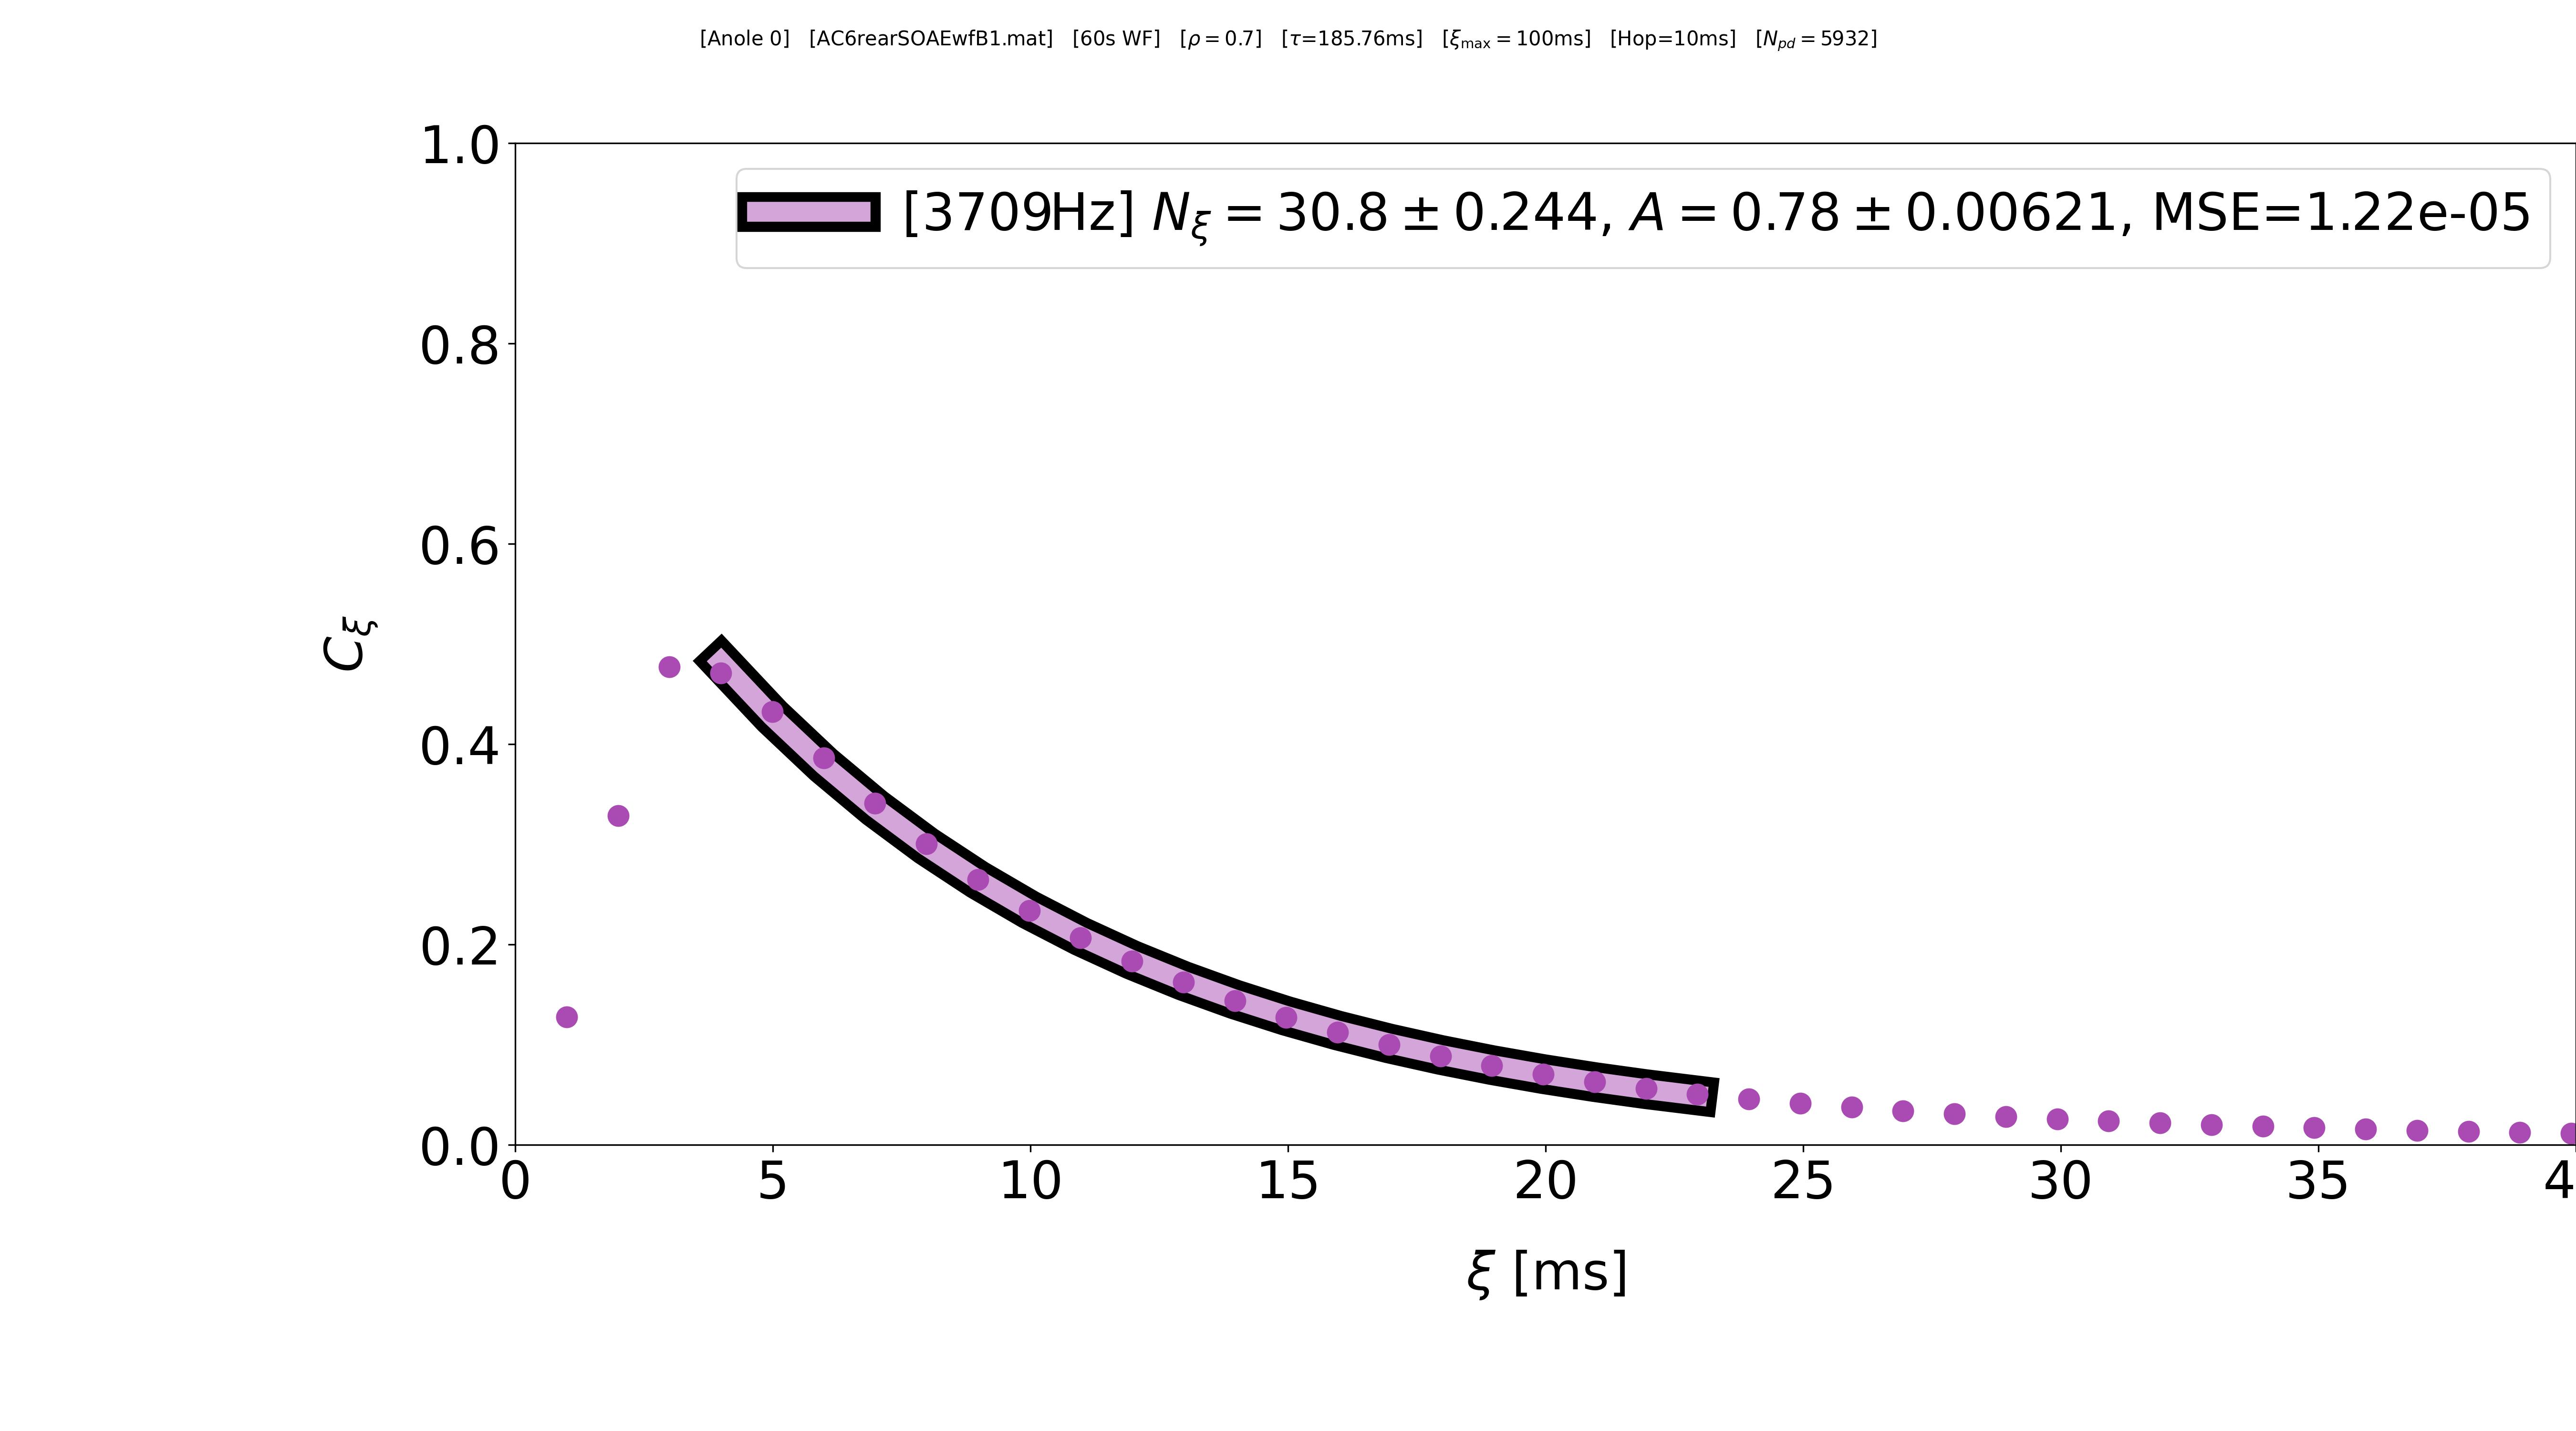 [Anole 0] [AC6rearSOAEwfB1.mat] [60s WF] [ρ = 0.7] [τ=185.76ms] [ξmax = 100ms] [Hop=10ms] [Npd = 5932]
1.0
[3709Hz] Nξ = 30.8 ± 0.244, A = 0.78 ± 0.00621, MSE=1.22e-05
0.8
0.6
Cξ
0.4
0.2
0.0
0 5 10 15 20 25 30 35 4
ξ [ms]